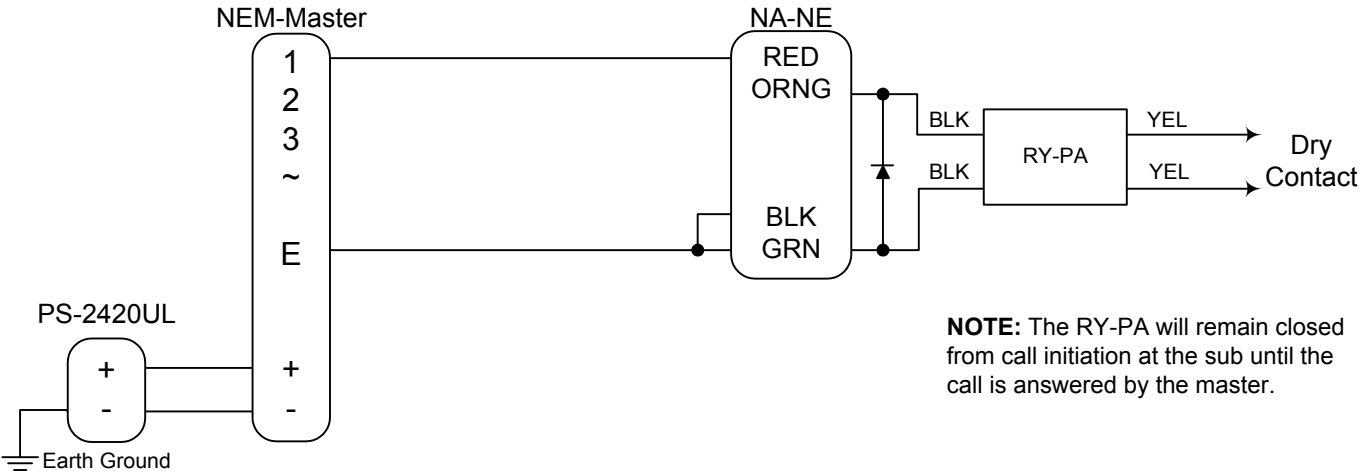 NEM-Master
1
2
3
~
E
+
-
PS-2420UL
+
-
Earth Ground
NA-NE
RED
ORNG
BLK
GRN
BLK
BLK
RY-PA
YEL
YEL
Dry
Contact
NOTE: The RY-PA will remain closed
from call initiation at the sub until the
call is answered by the master.